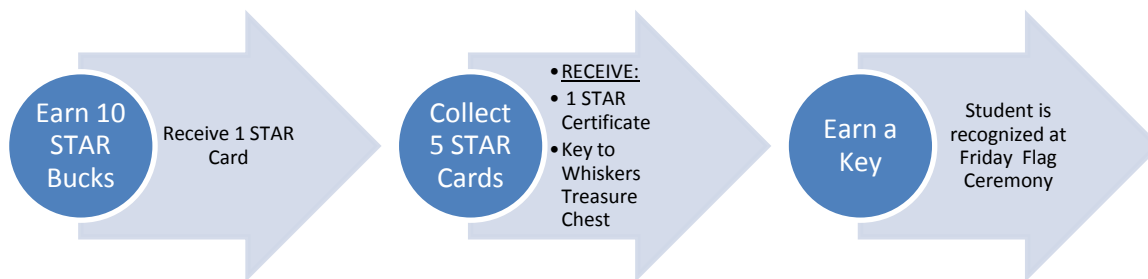 Earn 10
STAR
Bucks
Receive 1 STAR
Card
Collect
5 STAR
Cards
•RECEIVE:
•1 STAR
Certificate
•Key to
Whiskers
Treasure
Chest
Earn a
Key
Student is
recognized at
Friday Flag
Ceremony